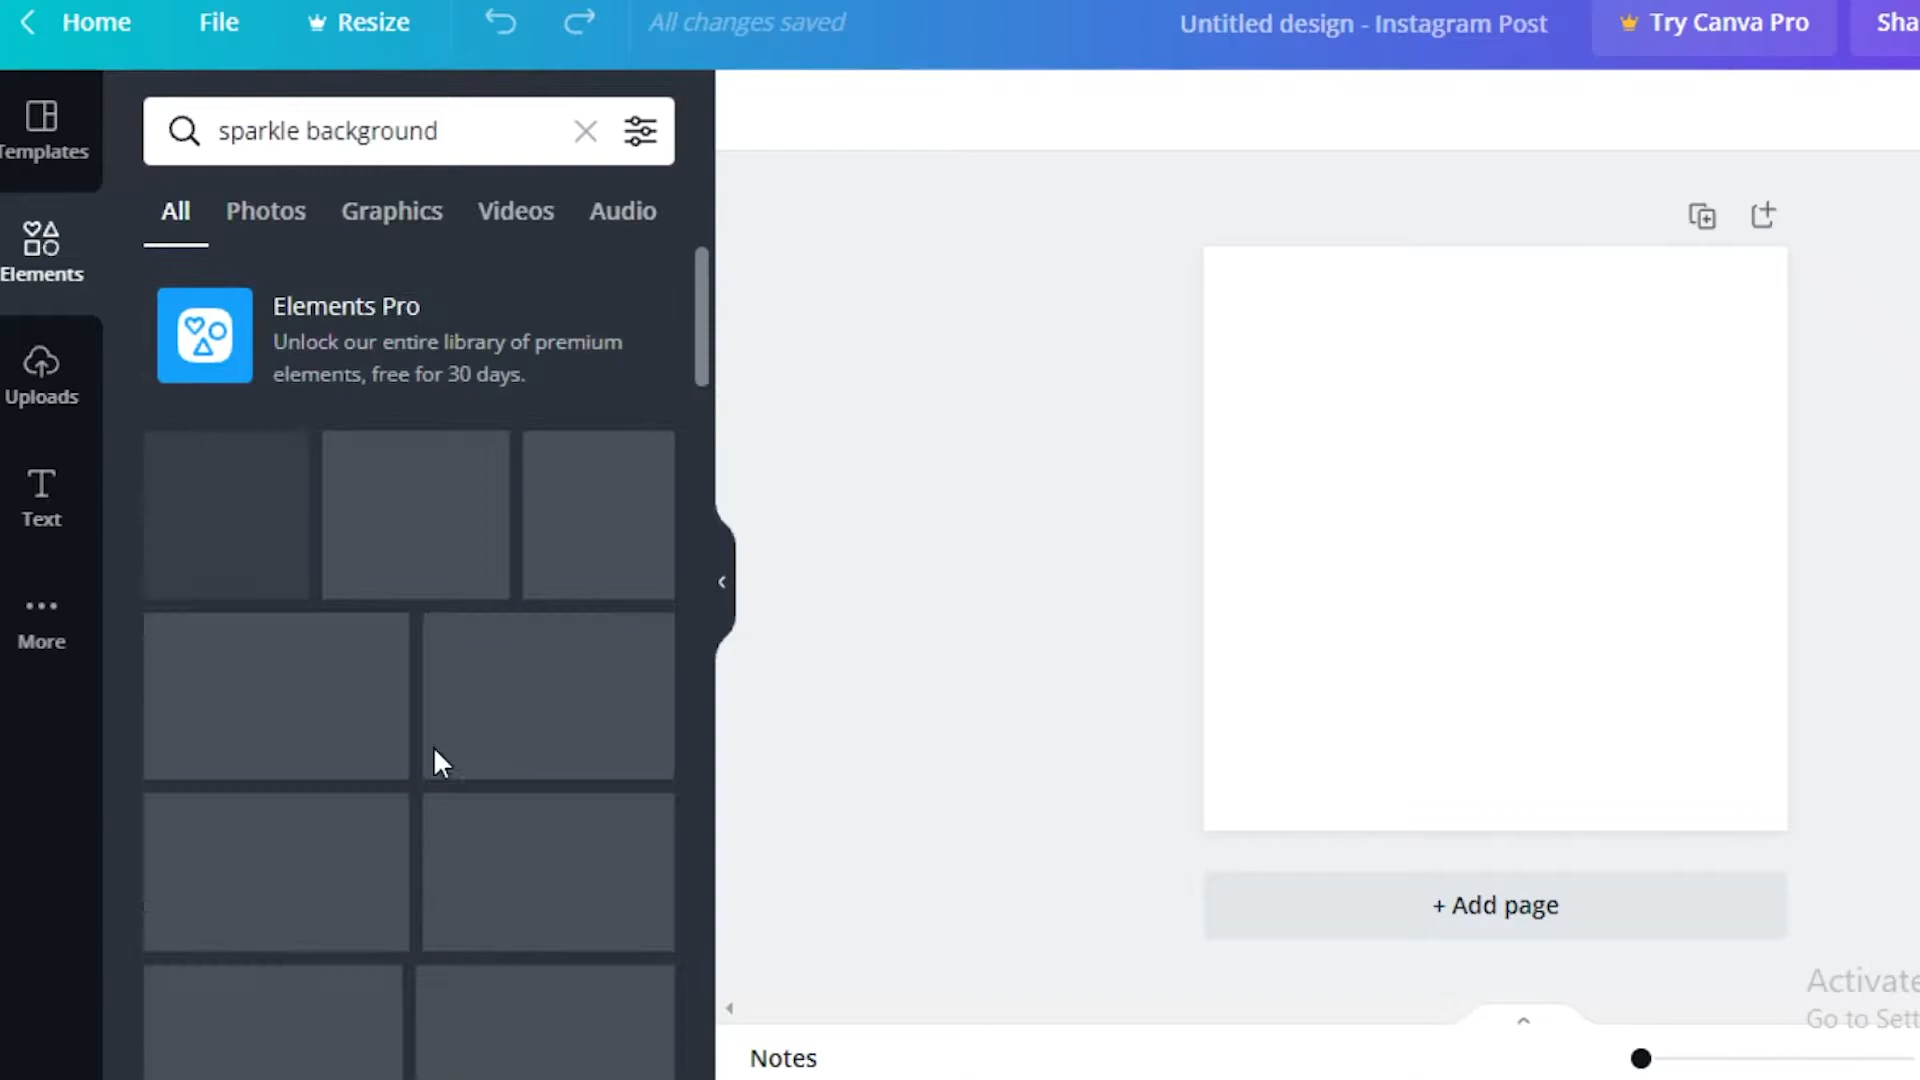 Home
File
Resize
All changes saved
Untitled design - Instagram Post
Try Canva Pro
Sha
Templates
Elements
Uploads
Text
More
sparkle background
All
Photos
Graphics
Videos
Audio
Elements Pro
Unlock our entire library of premium
elements, free for 30 days.
+ Add page
Activate
Go to Sett
Notes